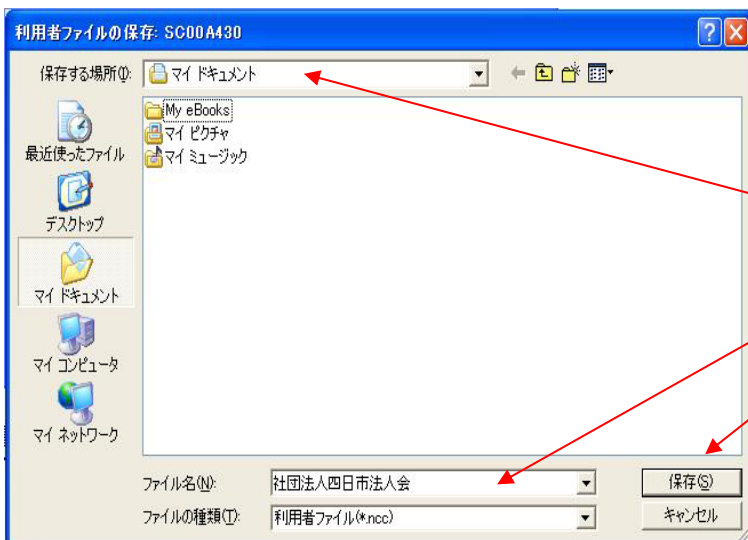 利用者ファイルの保存: SC00A430
保存する場所(I):
マイ ドキュメント
My eBooks
マイ ピクチャ
マイ ミュージック
最近使ったファイル
デスクトップ
マイ ドキュメント
マイ コンピュータ
マイ ネットワーク
ファイル名(N):
社団法人四日市法人会
保存(S)
ファイルの種類(T):
利用者ファイル(*.ncc)
キャンセル